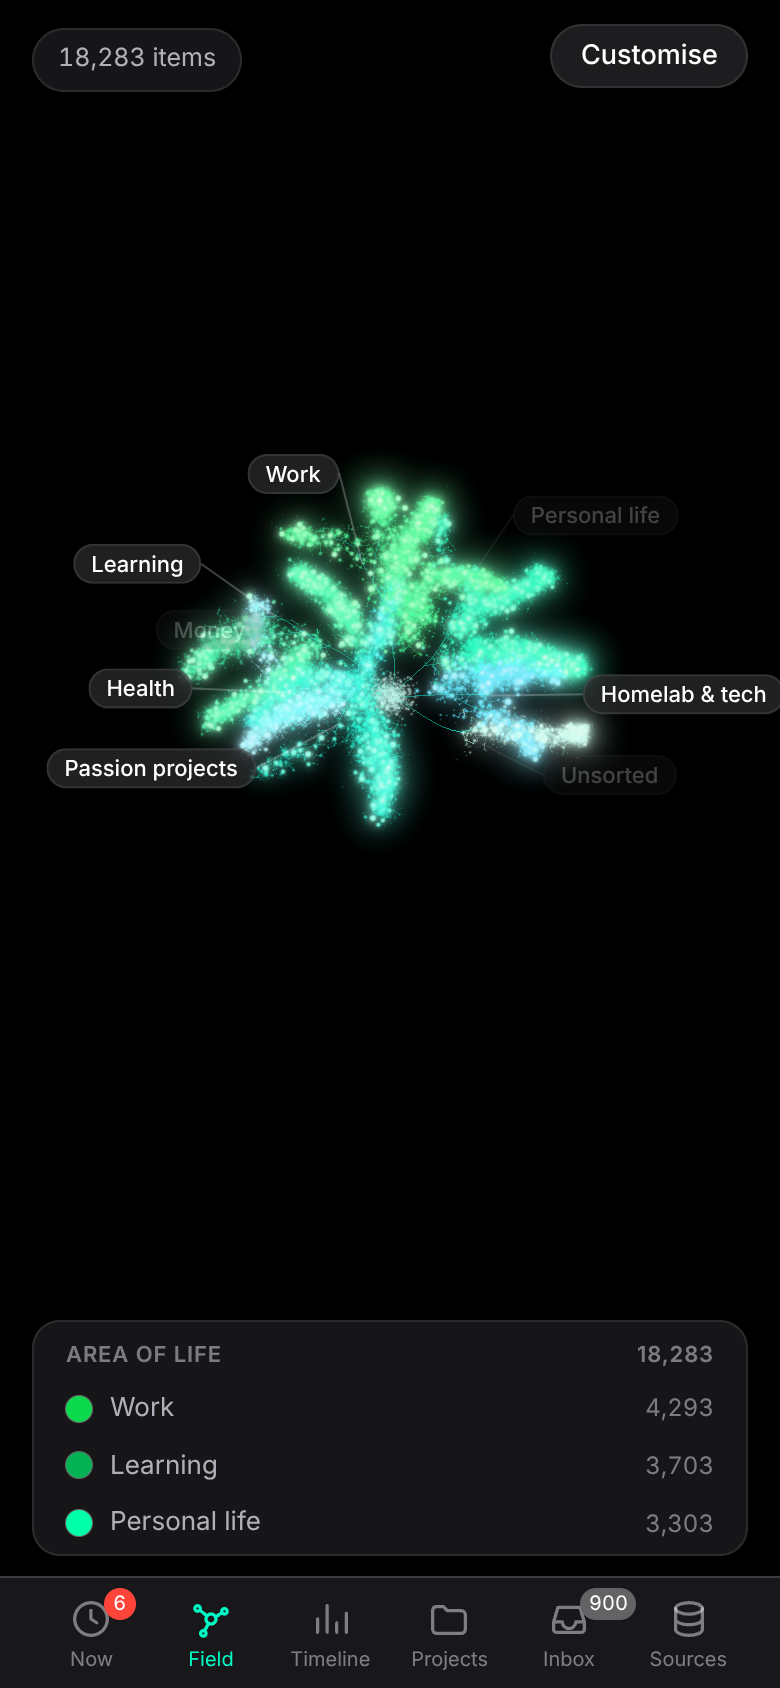 18,283 items
Customise
Work
Personal life
Learning
Money
Health
Homelab & tech
Passion projects
Unsorted
AREA OF LIFE 18,283
Work 4,293
Learning 3,703
Personal life 3,303
6
900
Now Field Timeline Projects Inbox Sources